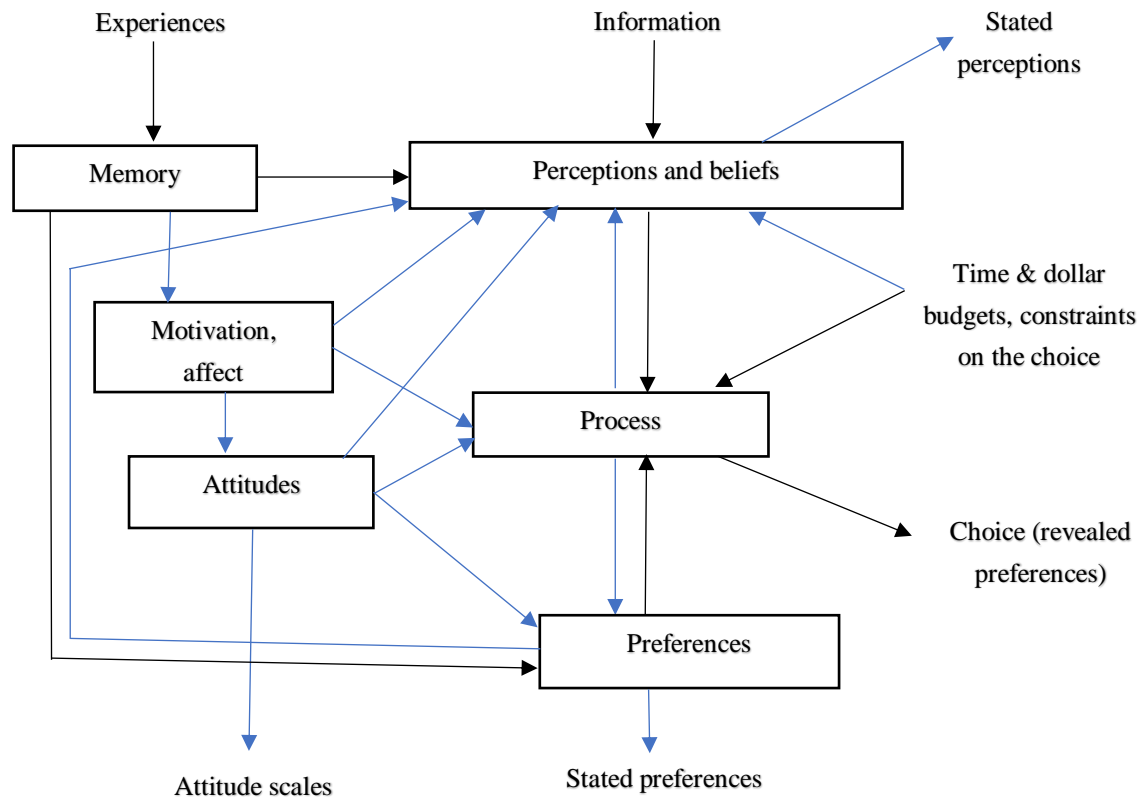 Experiences
Information
Stated
perceptions
Memory
Perceptions and beliefs
Time & dollar
budgets, constraints
on the choice
Motivation,
affect
Process
Attitudes
Choice (revealed
preferences)
Preferences
Attitude scales
Stated preferences